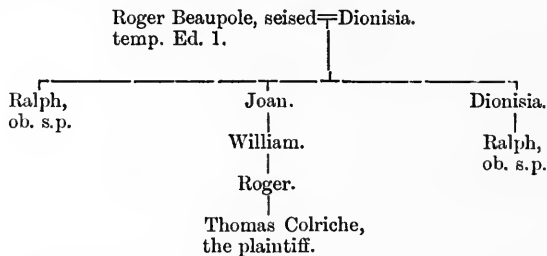 Roger Beaupole, seised=Dionisia.
temp. Ed. 1.
Ralph, Joan. Dionisia.
ob. s.p.
William. Ralph,
ob. s.p.
Roger.
Thomas Colriche,
the plaintiff.